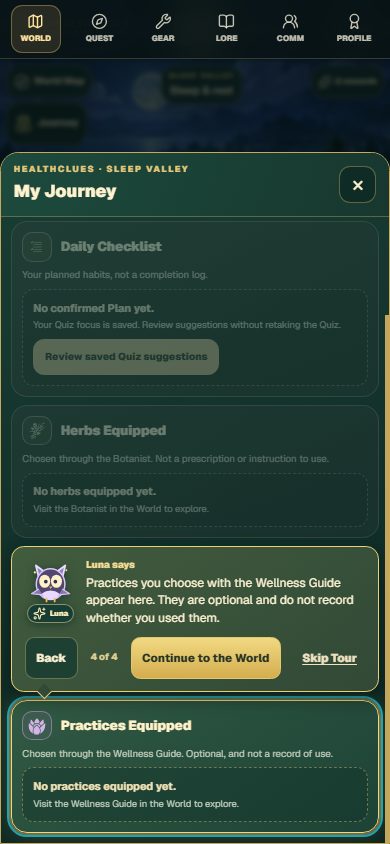 WORLD
QUEST
GEAR
LORE
COMM
PROFILE
World Map
Sleep & rest
Journey
HEALTHCLUES · SLEEP VALLEY
My Journey
Daily Checklist
Your planned habits, not a completion log.
No confirmed Plan yet.
Your Quiz focus is saved. Review suggestions without retaking the Quiz.
Review saved Quiz suggestions
Herbs Equipped
Chosen through the Botanist. Not a prescription or instruction to use.
No herbs equipped yet.
Visit the Botanist in the World to explore.
Luna says
Practices you choose with the Wellness Guide
appear here. They are optional and do not record
whether you used them.
Luna
Back
4 of 4
Continue to the World
Skip Tour
Practices Equipped
Chosen through the Wellness Guide. Optional, and not a record of use.
No practices equipped yet.
Visit the Wellness Guide in the World to explore.